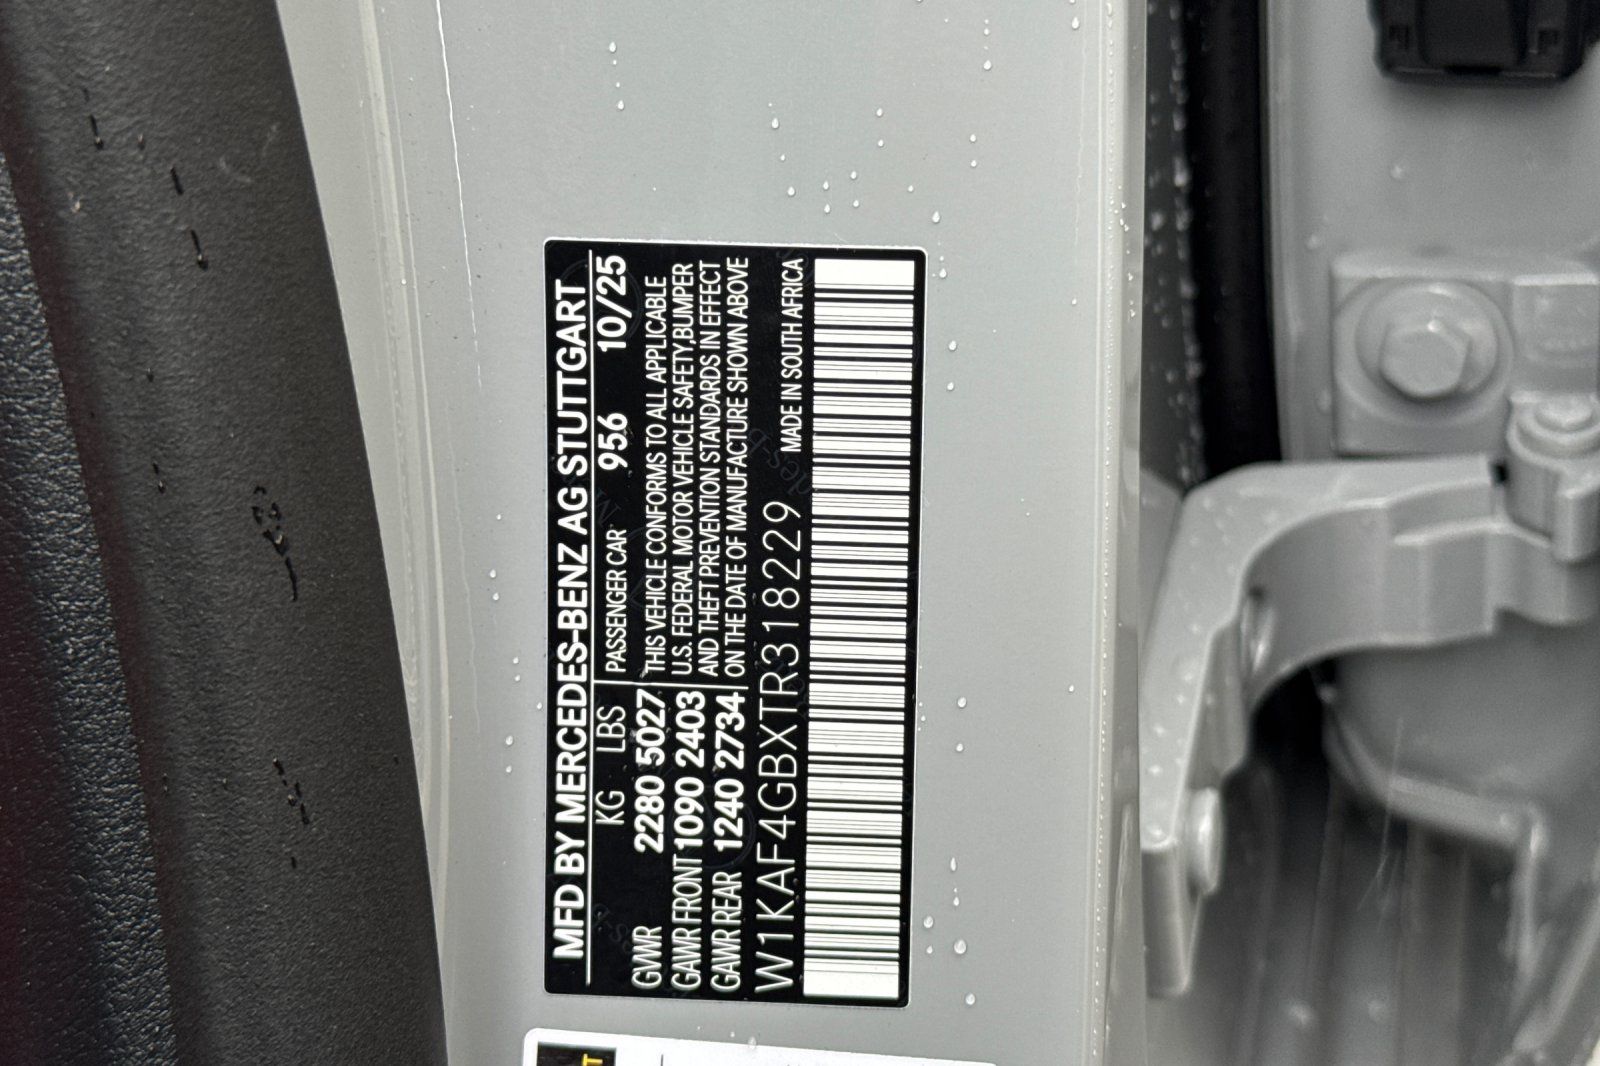 MFD BY MERCEDES-BENZ AG STUTTGART
KG LBS PASSENGER CAR 956 10/25
GVWR 2280 5027
GAWR FRONT 1090 2403
GAWR REAR 1240 2734
THIS VEHICLE CONFORMS TO ALL APPLICABLE
U.S. FEDERAL MOTOR VEHICLE SAFETY,BUMPER
AND THEFT PREVENTION STANDARDS IN EFFECT
ON THE DATE OF MANUFACTURE SHOWN ABOVE
W1KAF4GBXTR318229 MADE IN SOUTH AFRICA